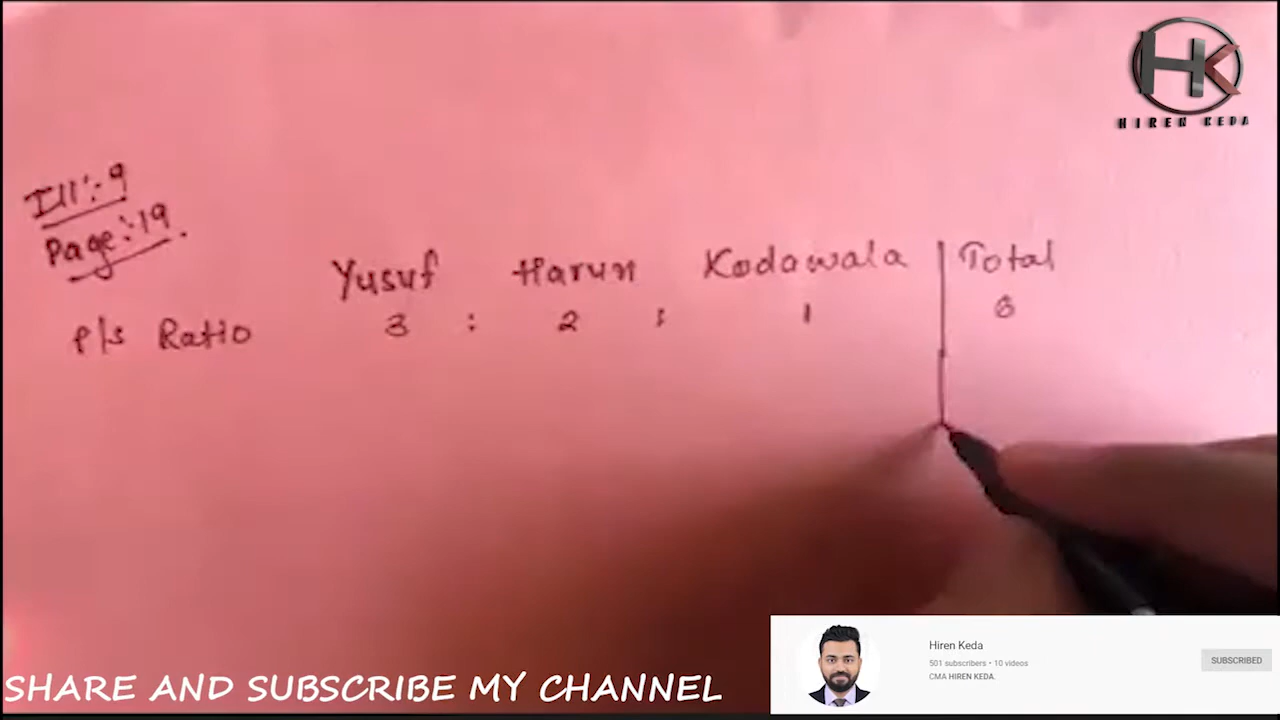 HK
HIREN KEDA
Ill:-9
Page:-19.
Yusuf Harun Kodawala Total
P/s Ratio 3 : 2 : 1 6
SHARE AND SUBSCRIBE MY CHANNEL
Hiren Keda
501 subscribers • 10 videos
CMA HIREN KEDA.
SUBSCRIBED